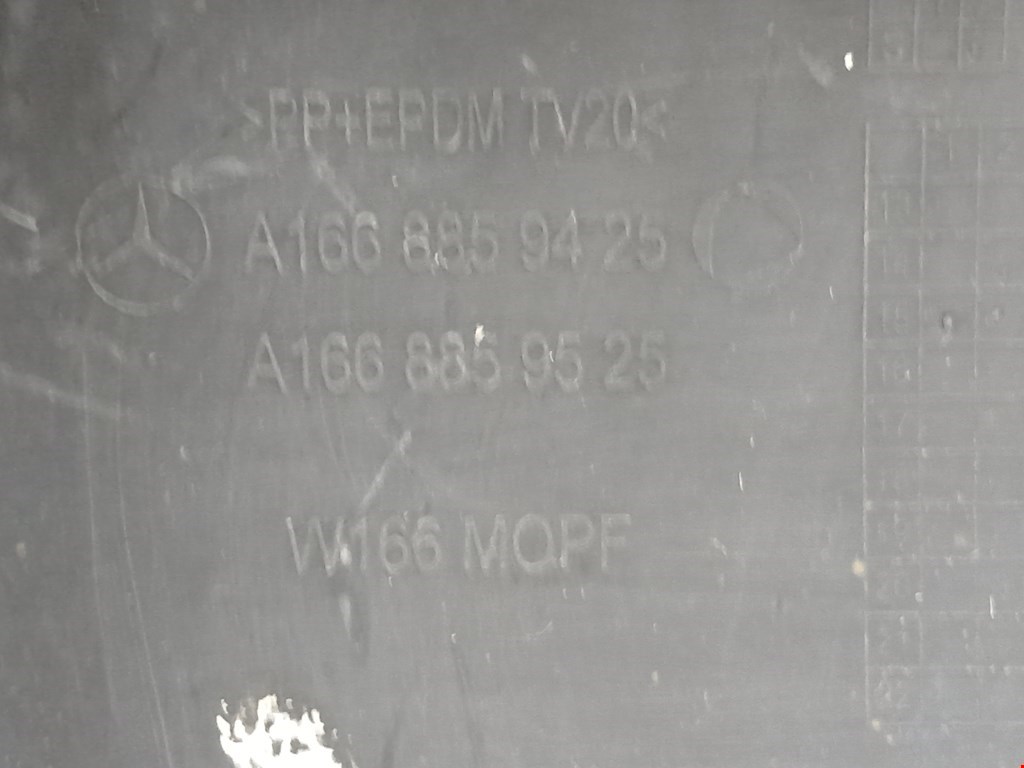 >PP+EPDM TV20<
A166 885 94 25
A166 885 95 25
W166 MOPF